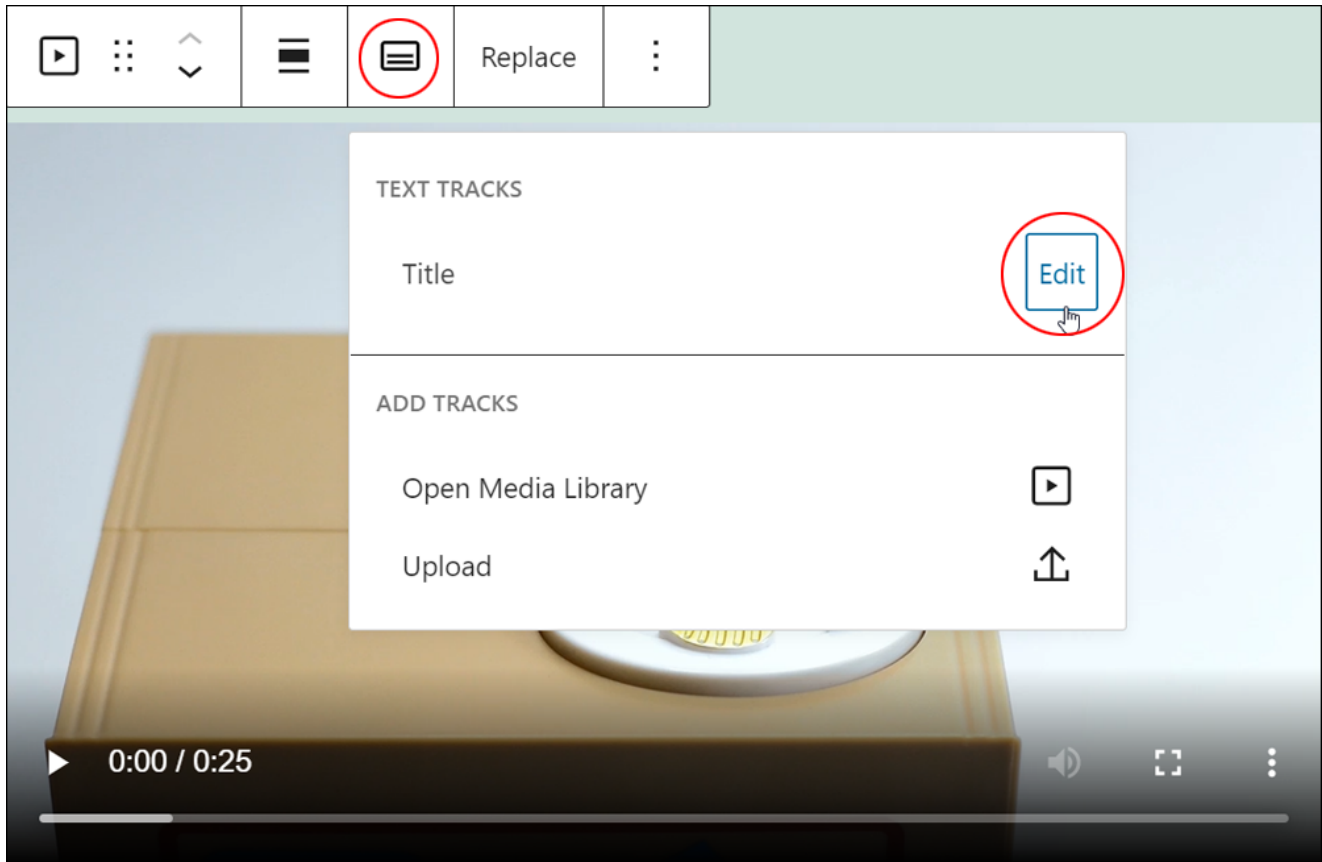 Replace
TEXT TRACKS
Title
Edit
ADD TRACKS
Open Media Library
Upload
0:00 / 0:25